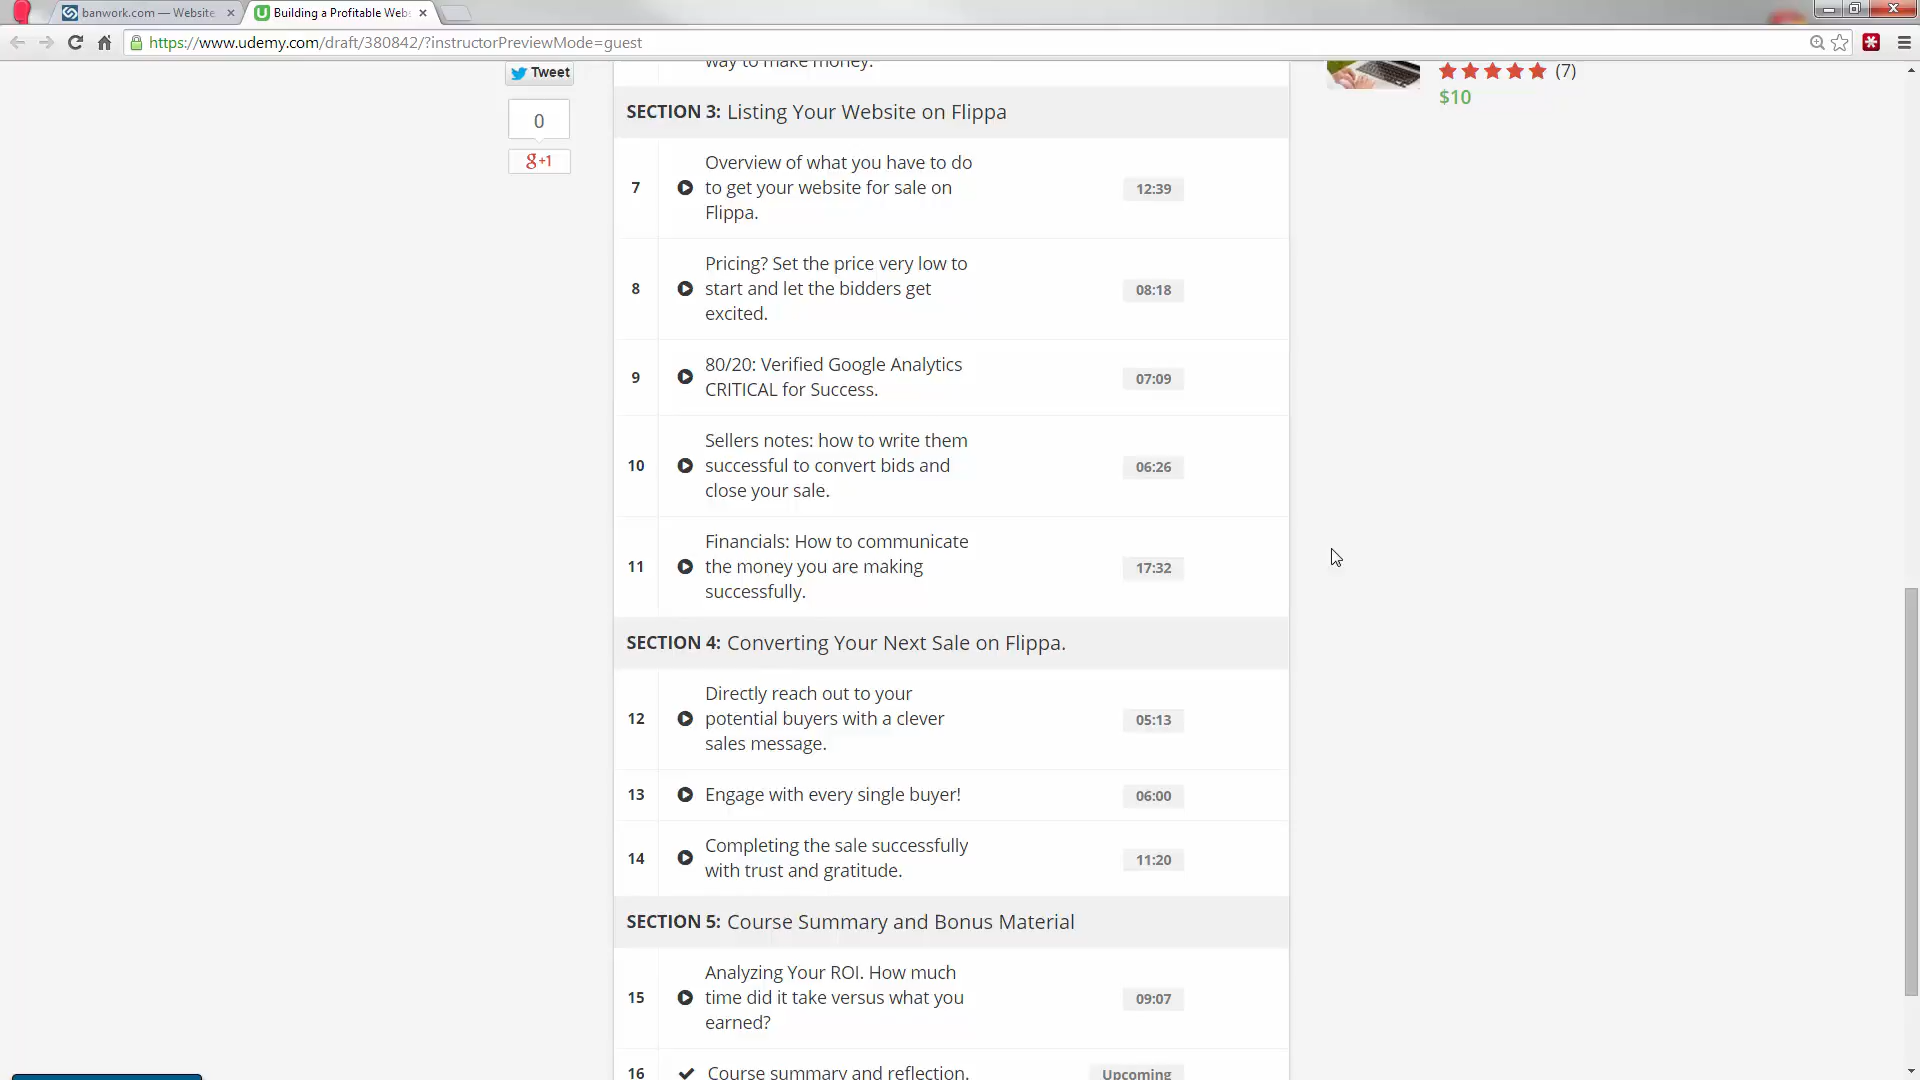 banwork.com — Website
Building a Profitable Web
https://www.udemy.com/draft/380842/?instructorPreviewMode=guest
Tweet
0
g+1
way to make money.
(7)
$10
SECTION 3: Listing Your Website on Flippa
7
Overview of what you have to do
to get your website for sale on
Flippa.
12:39
8
Pricing? Set the price very low to
start and let the bidders get
excited.
08:18
9
80/20: Verified Google Analytics
CRITICAL for Success.
07:09
10
Sellers notes: how to write them
successful to convert bids and
close your sale.
06:26
11
Financials: How to communicate
the money you are making
successfully.
17:32
SECTION 4: Converting Your Next Sale on Flippa.
12
Directly reach out to your
potential buyers with a clever
sales message.
05:13
13
Engage with every single buyer!
06:00
14
Completing the sale successfully
with trust and gratitude.
11:20
SECTION 5: Course Summary and Bonus Material
15
Analyzing Your ROI. How much
time did it take versus what you
earned?
09:07
16
Course summary and reflection.
Upcoming